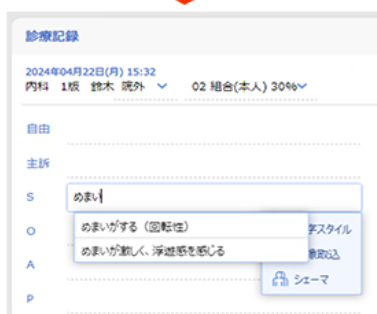 診療記録
2024年04月22日(月) 15:32
内科 1版 鈴木 院外 02 組合(本人) 30%
自由
主訴
S めまい
めまいがする（回転性）
O 字スタイル
めまいが激しく、浮遊感を感じる
像取込
A
シェーマ
P